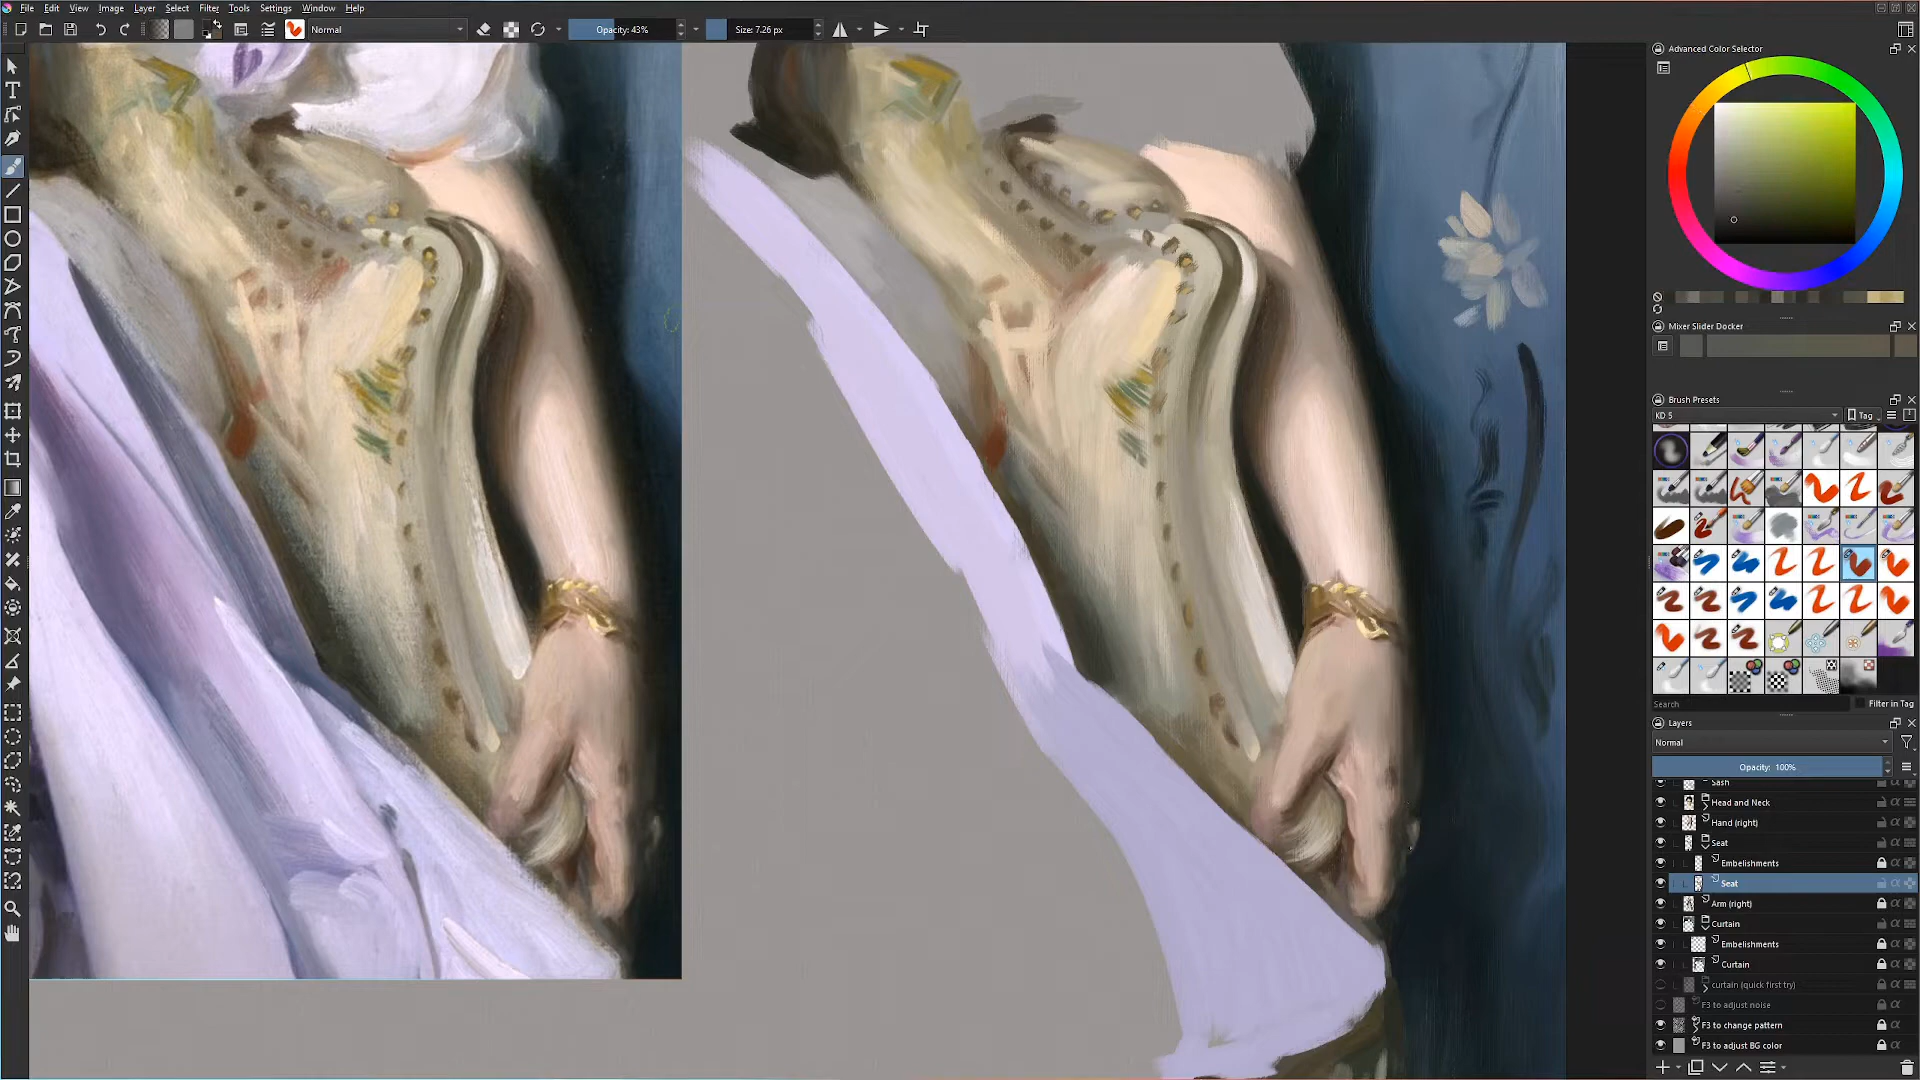 File Edit View Image Layer Select Filter Tools Settings Window Help
Normal Opacity: 43% Size: 7.26 px
Advanced Color Selector
Mixer Slider Docker
Brush Presets
KD 5 Tag
Search Filter in Tag
Layers
Normal
Opacity: 100%
Sash
Head and Neck
Hand (right)
Seat
Embelishments
Seat
Arm (right)
Curtain
Embelishments
Curtain
curtain (quick first try)
F3 to adjust noise
F3 to change pattern
F3 to adjust BG color